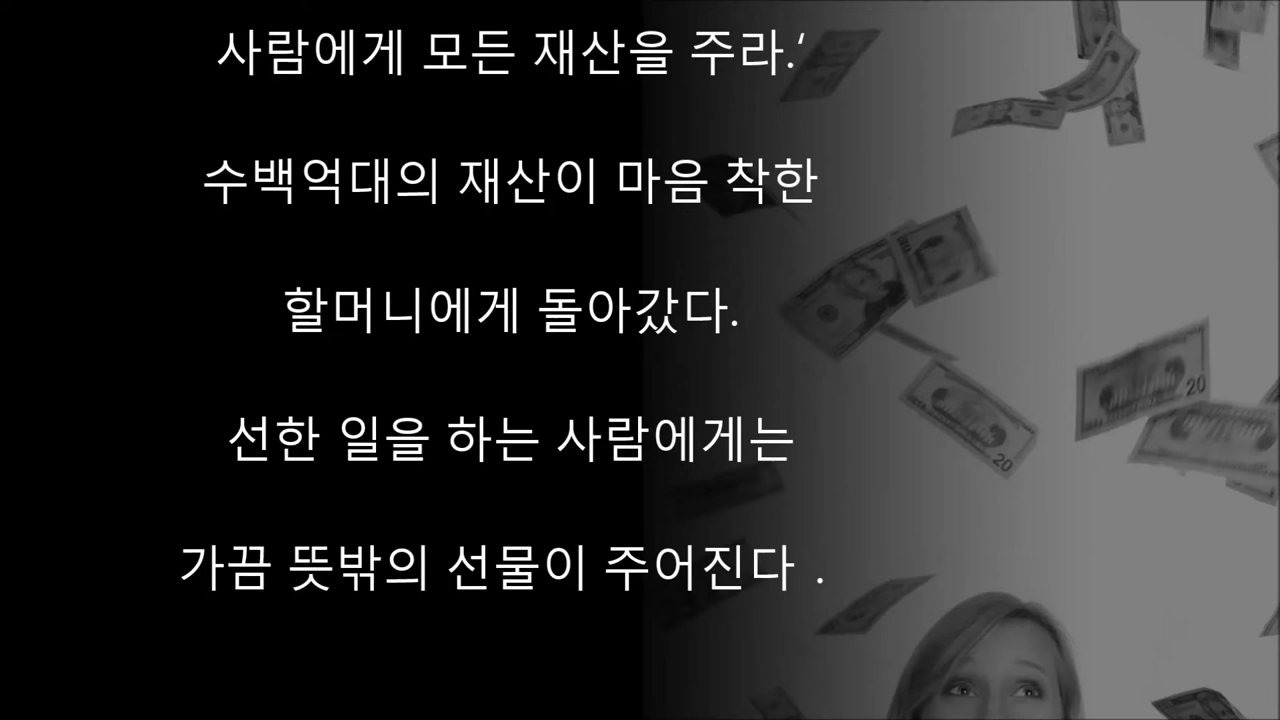 사람에게 모든 재산을 주라.‘
수백억대의 재산이 마음 착한
할머니에게 돌아갔다.
선한 일을 하는 사람에게는
가끔 뜻밖의 선물이 주어진다 .
20
20